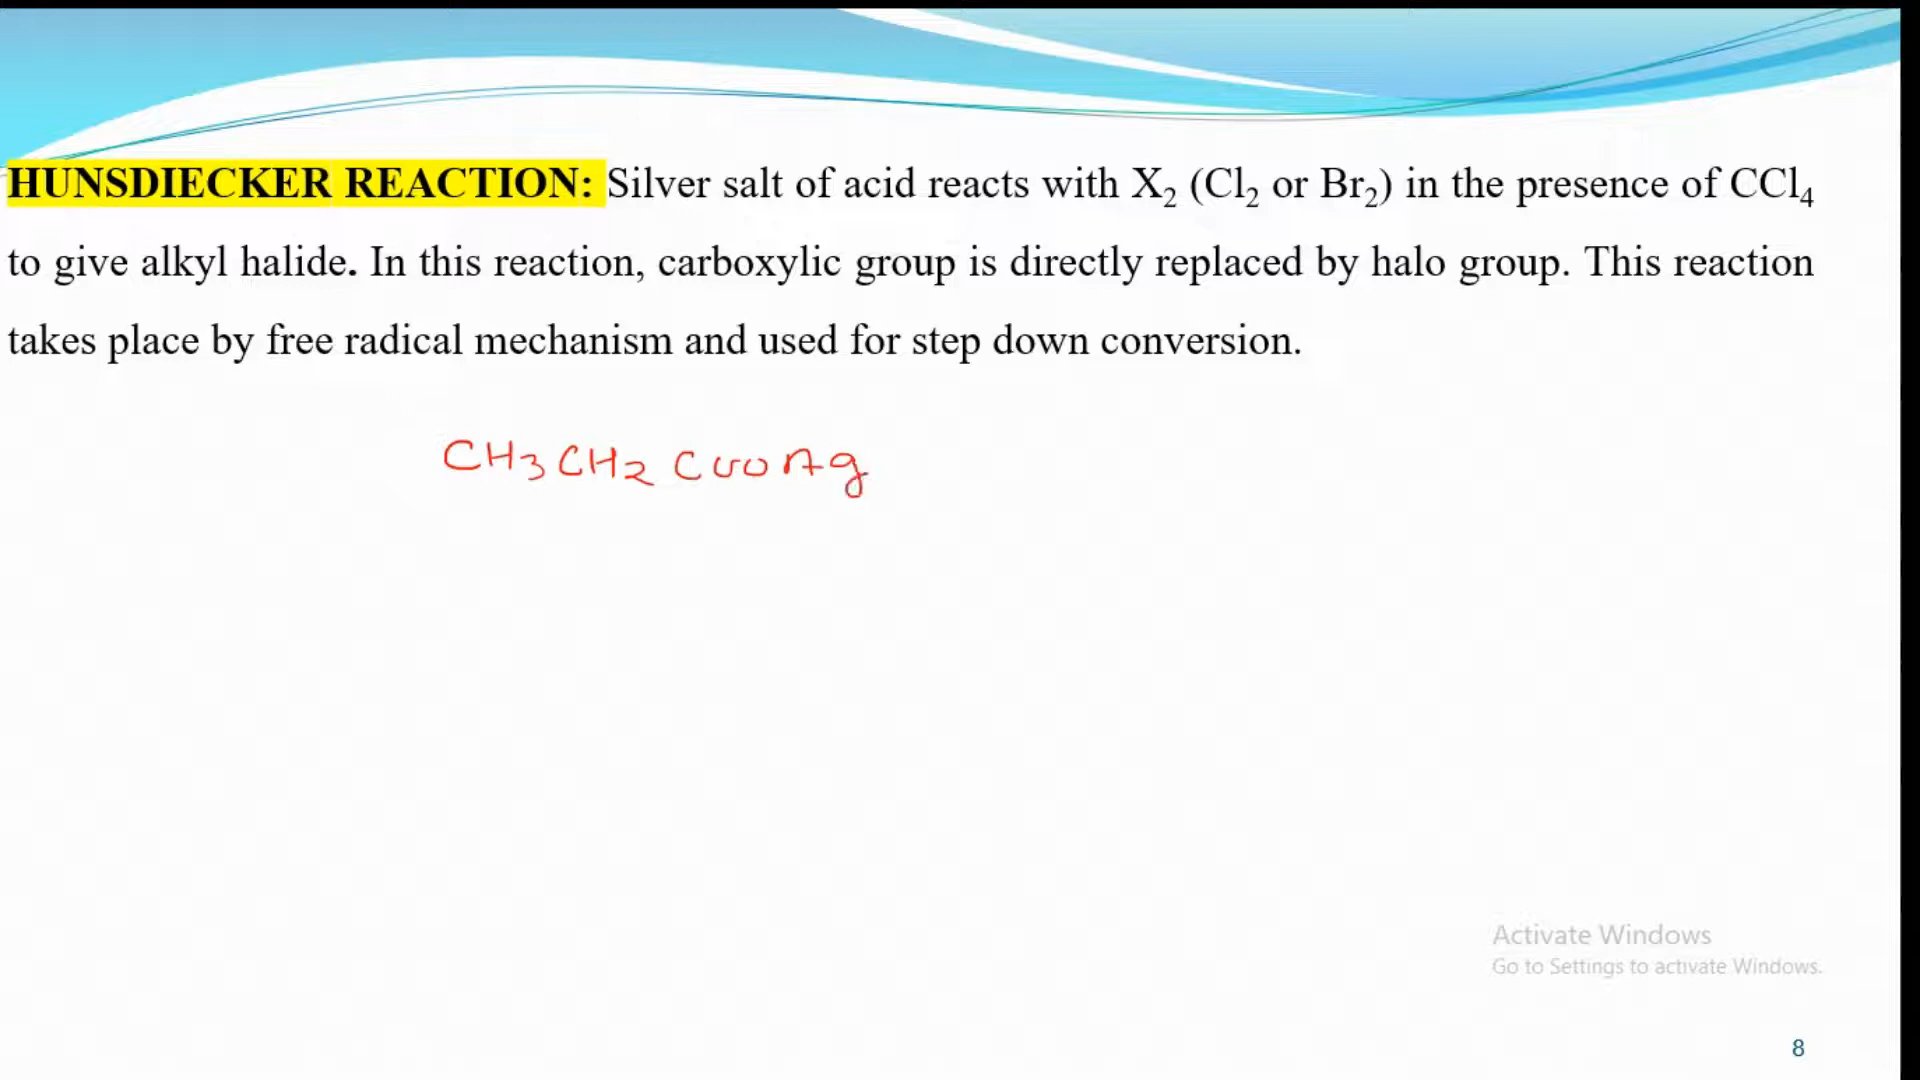 HUNSDIECKER REACTION: Silver salt of acid reacts with X₂ (Cl₂ or Br₂) in the presence of CCl₄
to give alkyl halide. In this reaction, carboxylic group is directly replaced by halo group. This reaction
takes place by free radical mechanism and used for step down conversion.
CH₃CH₂COOAg
Activate Windows
Go to Settings to activate Windows.
8